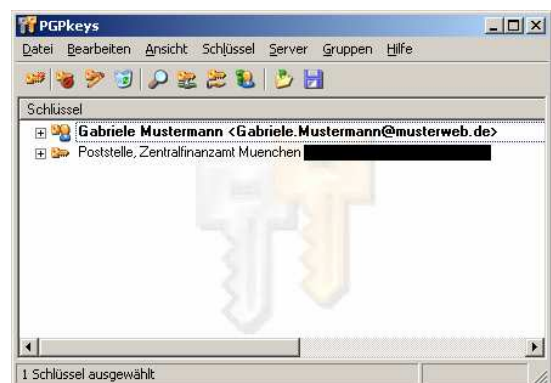 PGPkeys
Datei Bearbeiten Ansicht Schlüssel Server Gruppen Hilfe
Schlüssel
Gabriele Mustermann <Gabriele.Mustermann@musterweb.de>
Poststelle, Zentralfinanzamt Muenchen
1 Schlüssel ausgewählt